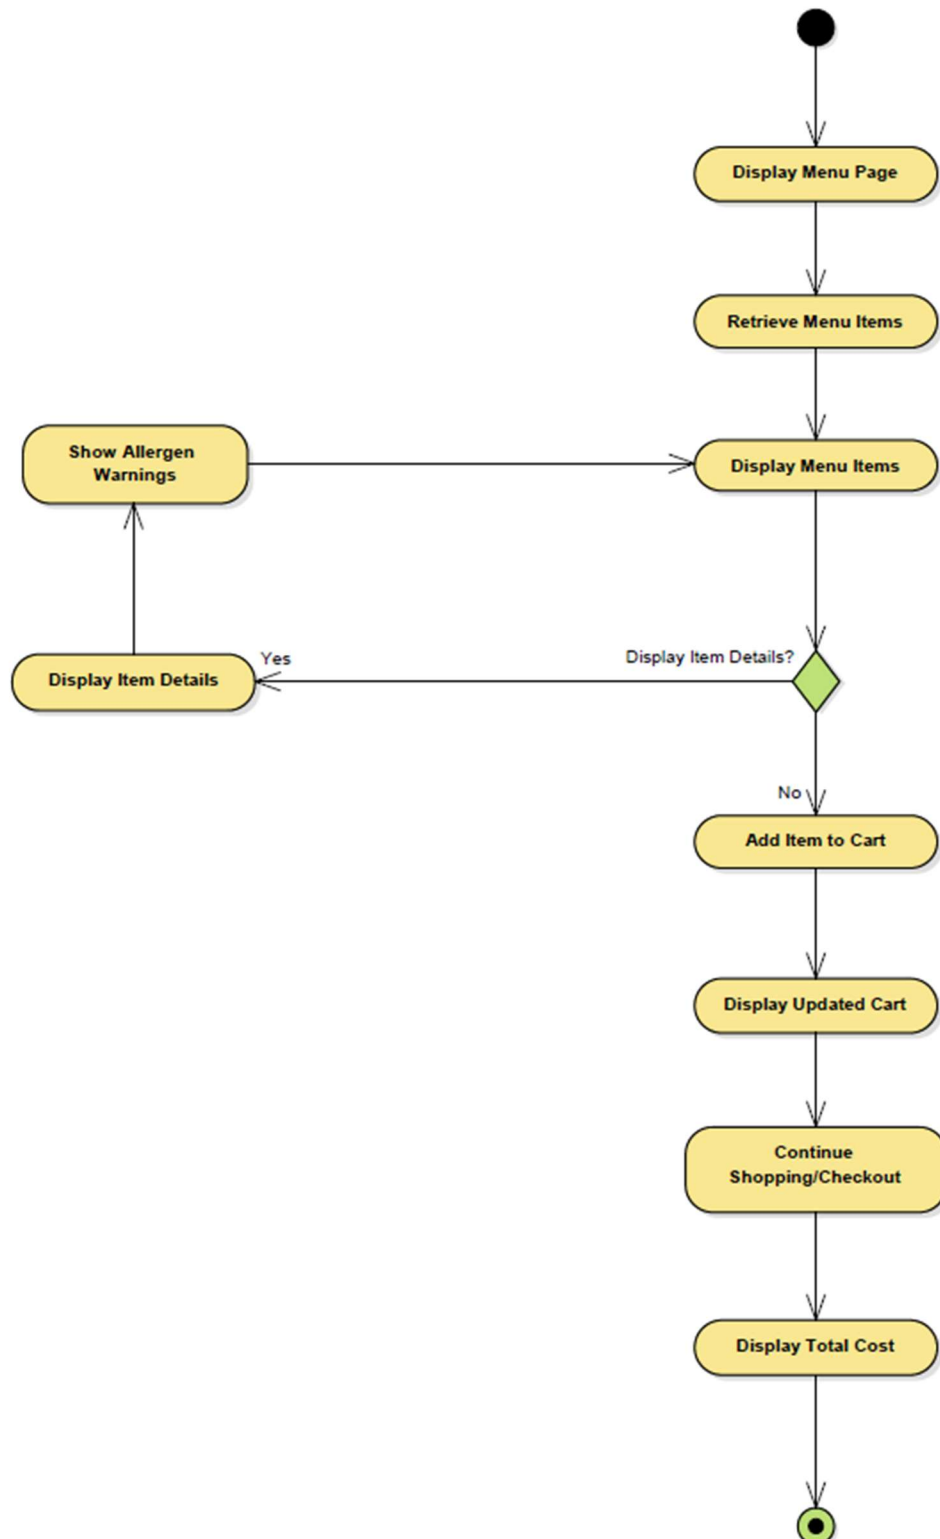 Display Menu Page
Retrieve Menu Items
Show Allergen
Warnings
Display Menu Items
Display Item Details
Yes
Display Item Details?
No
Add Item to Cart
Display Updated Cart
Continue
Shopping/Checkout
Display Total Cost